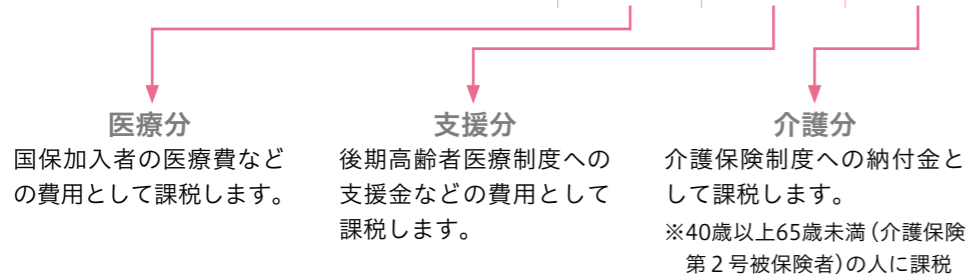 医療分
国保加入者の医療費など
の費用として課税します。
支援分
後期高齢者医療制度への
支援金などの費用として
課税します。
介護分
介護保険制度への納付金と
して課税します。
※40歳以上65歳未満（介護保険
第２号被保険者）の人に課税